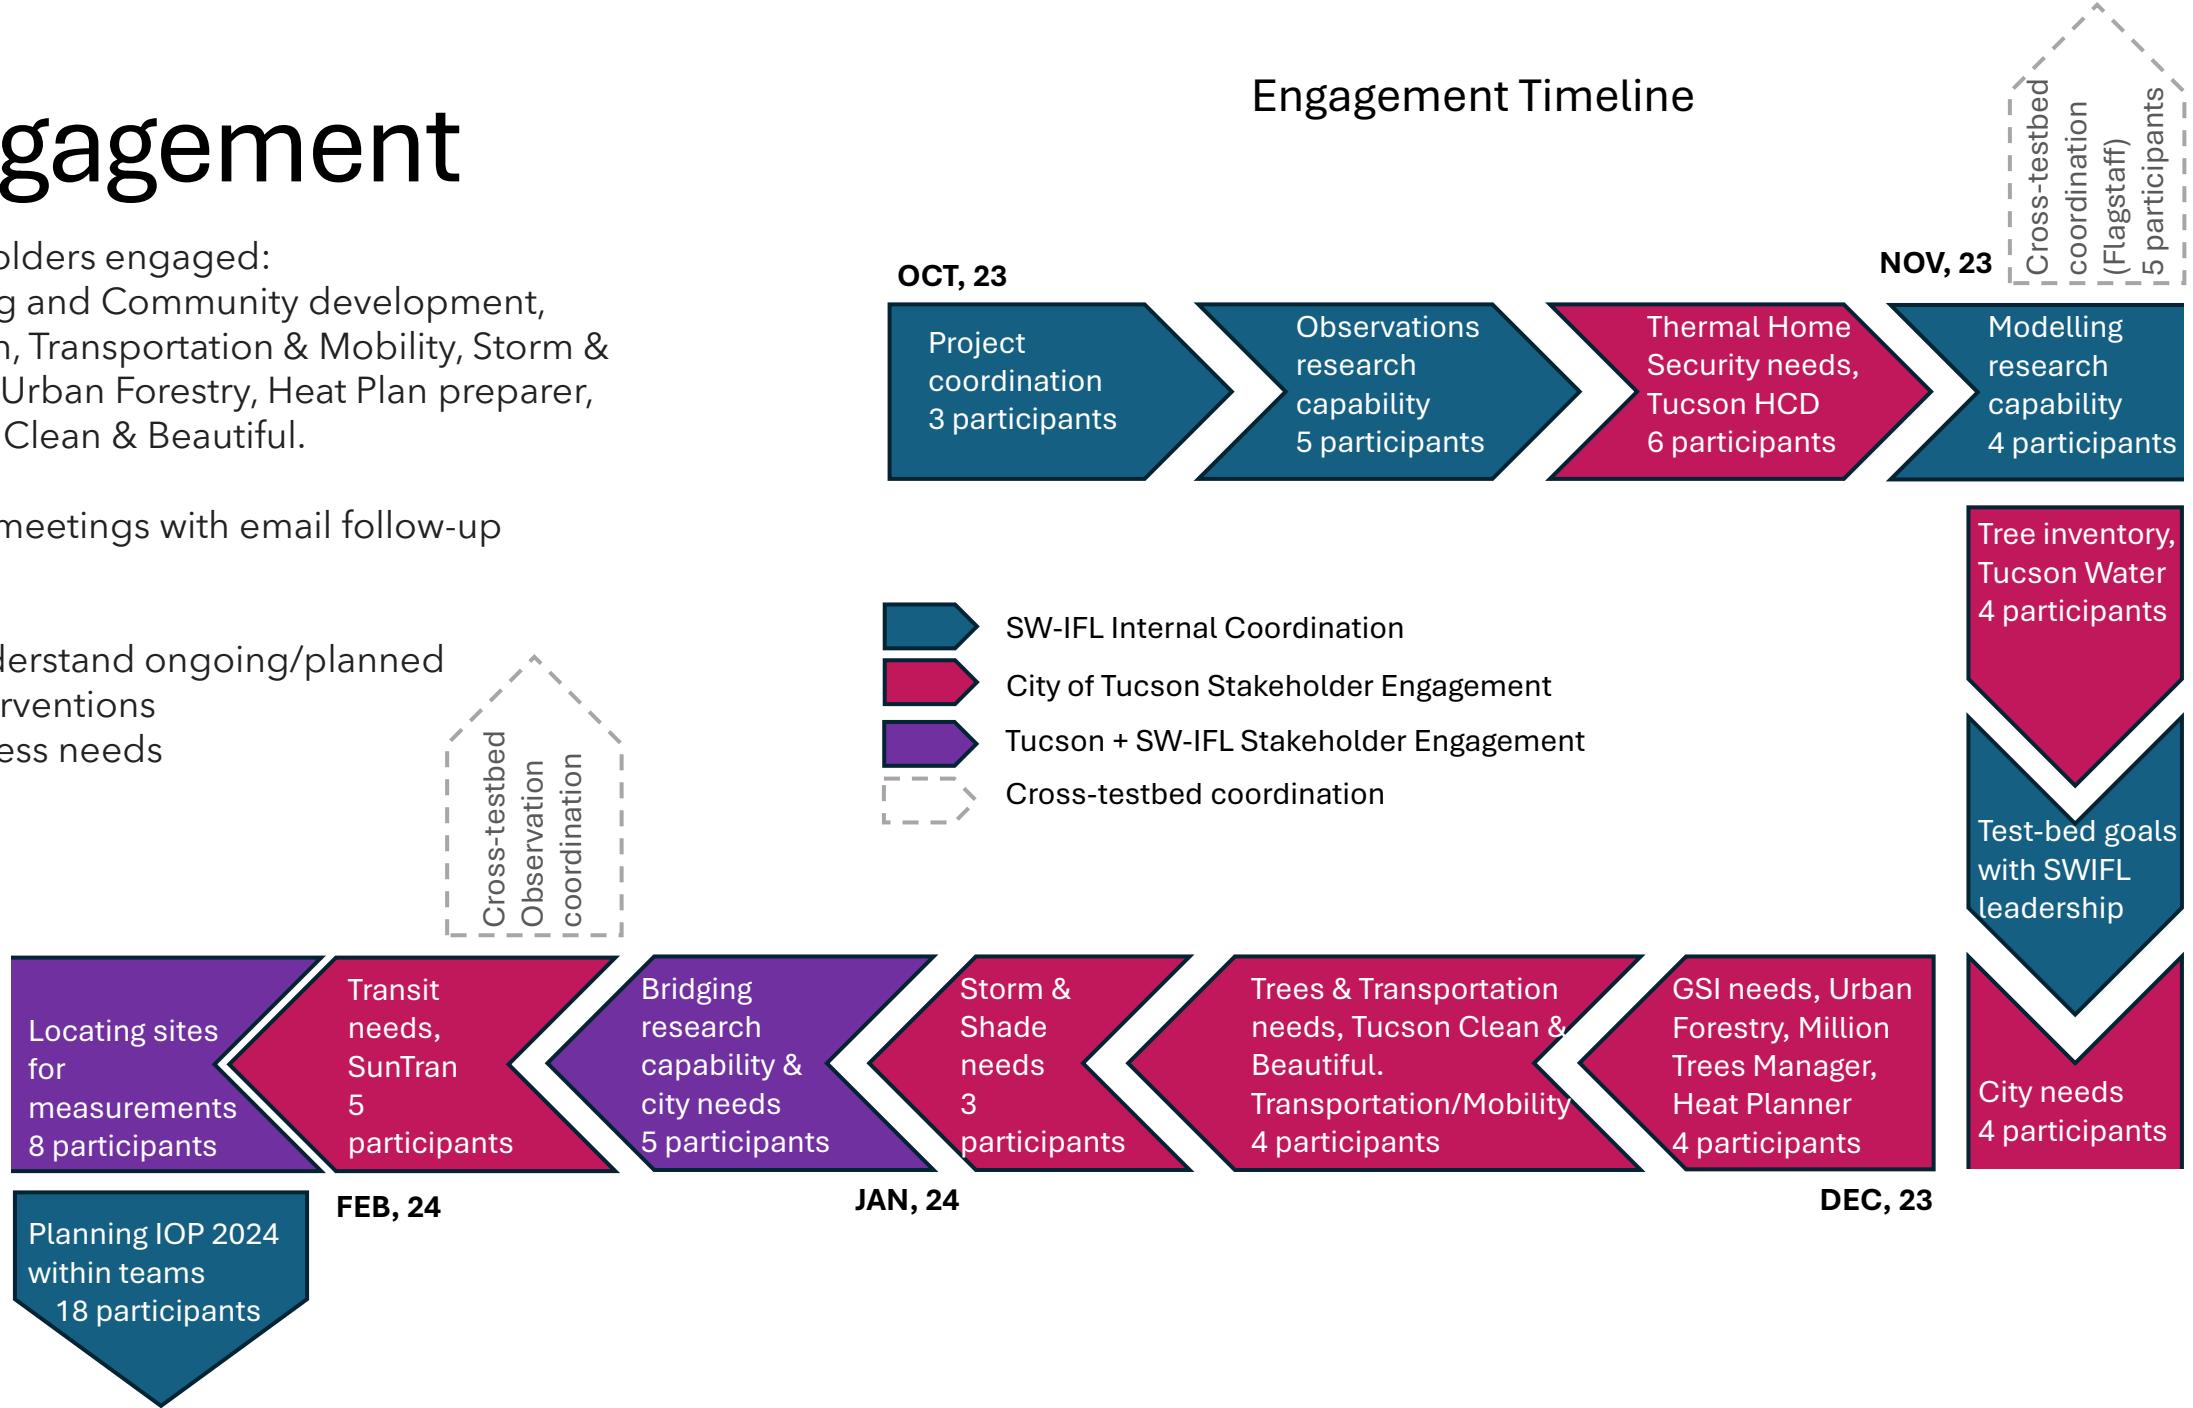 gagement
olders engaged:
g and Community development,
n, Transportation & Mobility, Storm &
Urban Forestry, Heat Plan preparer,
Clean & Beautiful.
meetings with email follow-up
derstand ongoing/planned
rventions
ess needs
Engagement Timeline
OCT, 23
Project
coordination
3 participants
Observations
research
capability
5 participants
Thermal Home
Security needs,
Tucson HCD
6 participants
NOV, 23
Modelling
research
capability
4 participants
Cross-testbed
coordination
(Flagstaff)
5 participants
Tree inventory,
Tucson Water
4 participants
Test-bed goals
with SWIFL
leadership
City needs
4 participants
SW-IFL Internal Coordination
City of Tucson Stakeholder Engagement
Tucson + SW-IFL Stakeholder Engagement
Cross-testbed coordination
DEC, 23
GSI needs, Urban
Forestry, Million
Trees Manager,
Heat Planner
4 participants
Trees & Transportation
needs, Tucson Clean &
Beautiful.
Transportation/Mobility
4 participants
Storm &
Shade
needs
3
participants
JAN, 24
Bridging
research
capability &
city needs
5 participants
Cross-testbed
Observation
coordination
Transit
needs,
SunTran
5
participants
FEB, 24
Locating sites
for
measurements
8 participants
Planning IOP 2024
within teams
18 participants